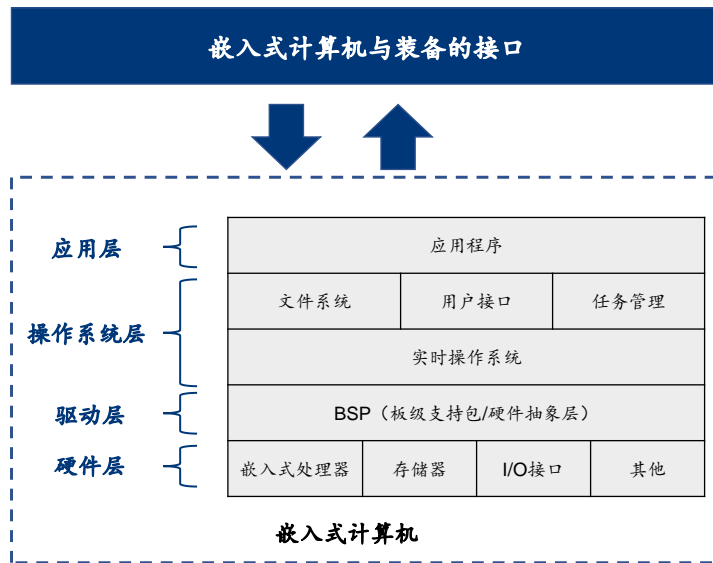 嵌入式计算机与装备的接口
应用层
应用程序
操作系统层
文件系统
用户接口
任务管理
实时操作系统
驱动层
BSP（板级支持包/硬件抽象层）
硬件层
嵌入式处理器
存储器
I/O接口
其他
嵌入式计算机